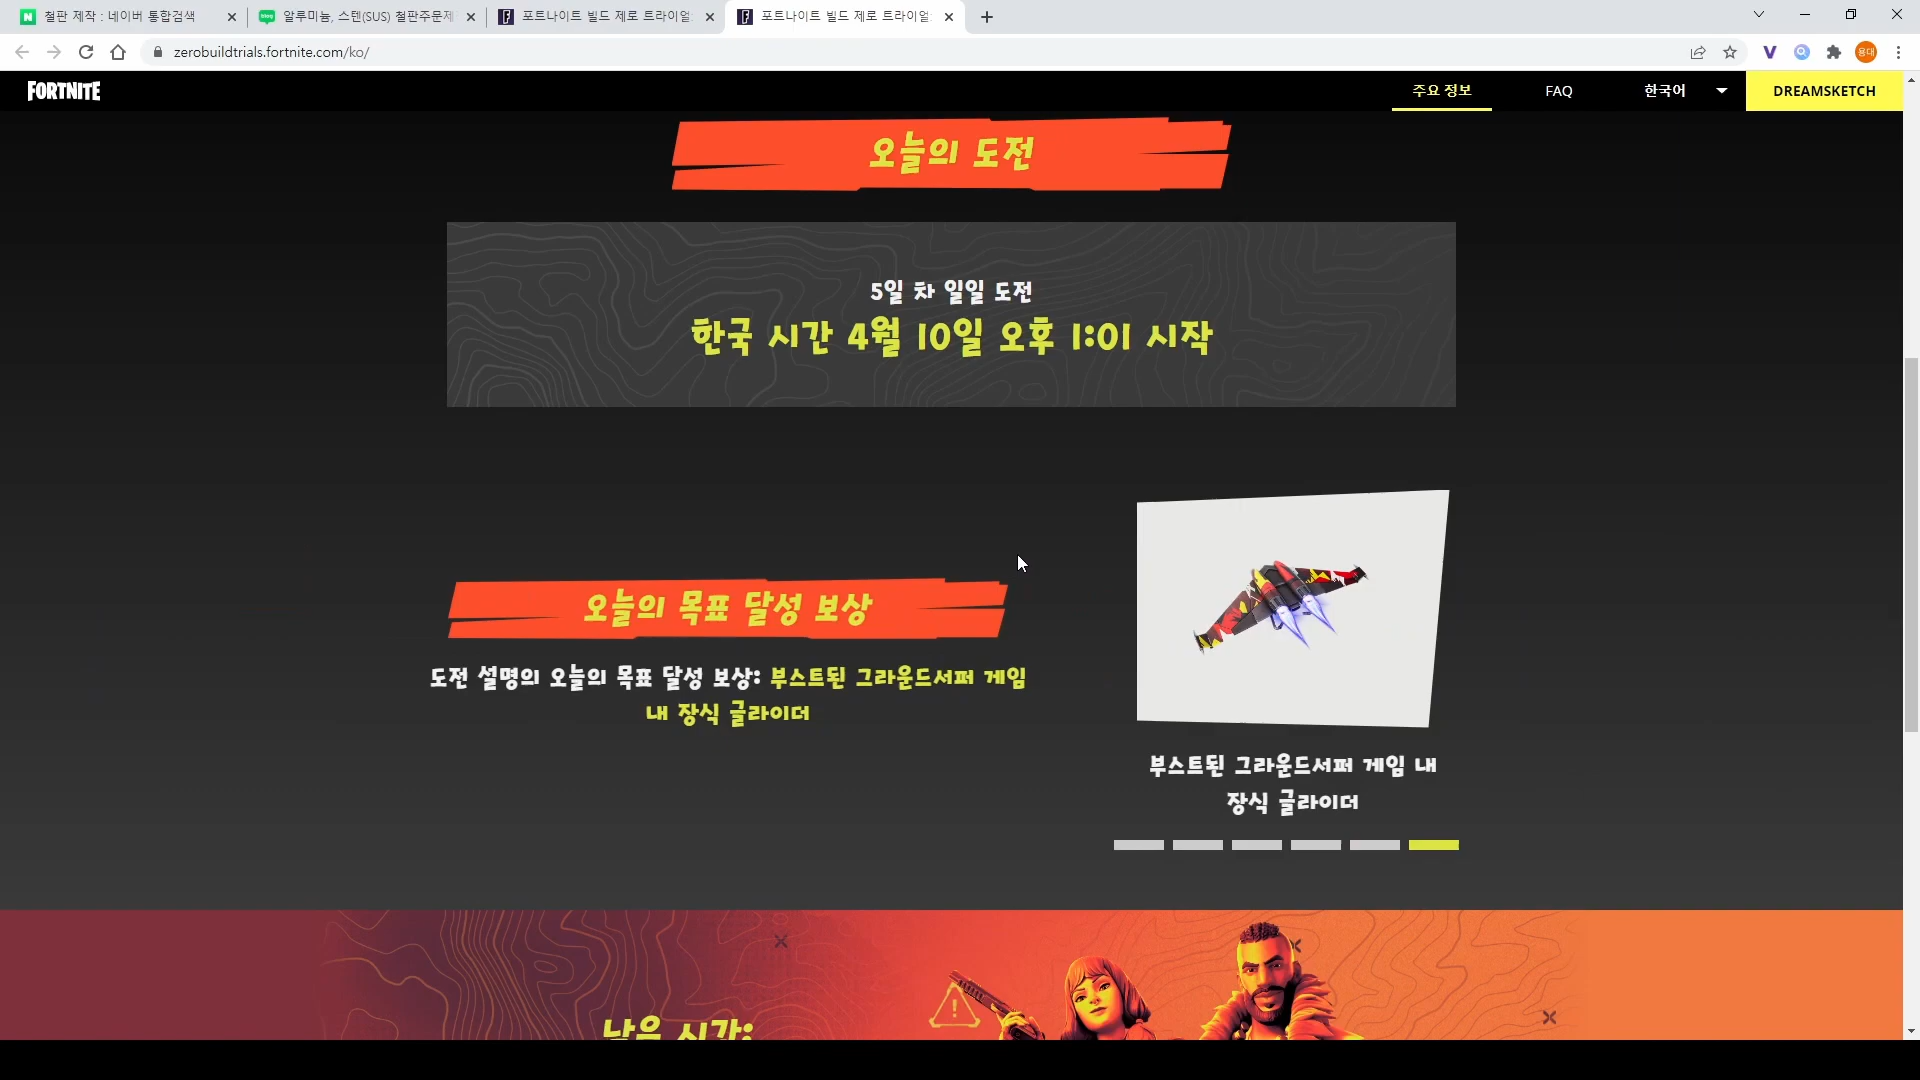 철판 제작 : 네이버 통합검색
알루미늄, 스텐(SUS) 철판주문제
포트나이트 빌드 제로 트라이얼
포트나이트 빌드 제로 트라이얼
zerobuildtrials.fortnite.com/ko/
용대
FORTNITE
주요 정보
FAQ
한국어
DREAMSKETCH
오늘의 도전
5일 차 일일 도전
한국 시간 4월 10일 오후 1:01 시작
오늘의 목표 달성 보상
도전 설명의 오늘의 목표 달성 보상: 부스트된 그라운드서퍼 게임
내 장식 글라이더
부스트된 그라운드서퍼 게임 내
장식 글라이더
남은 시간: